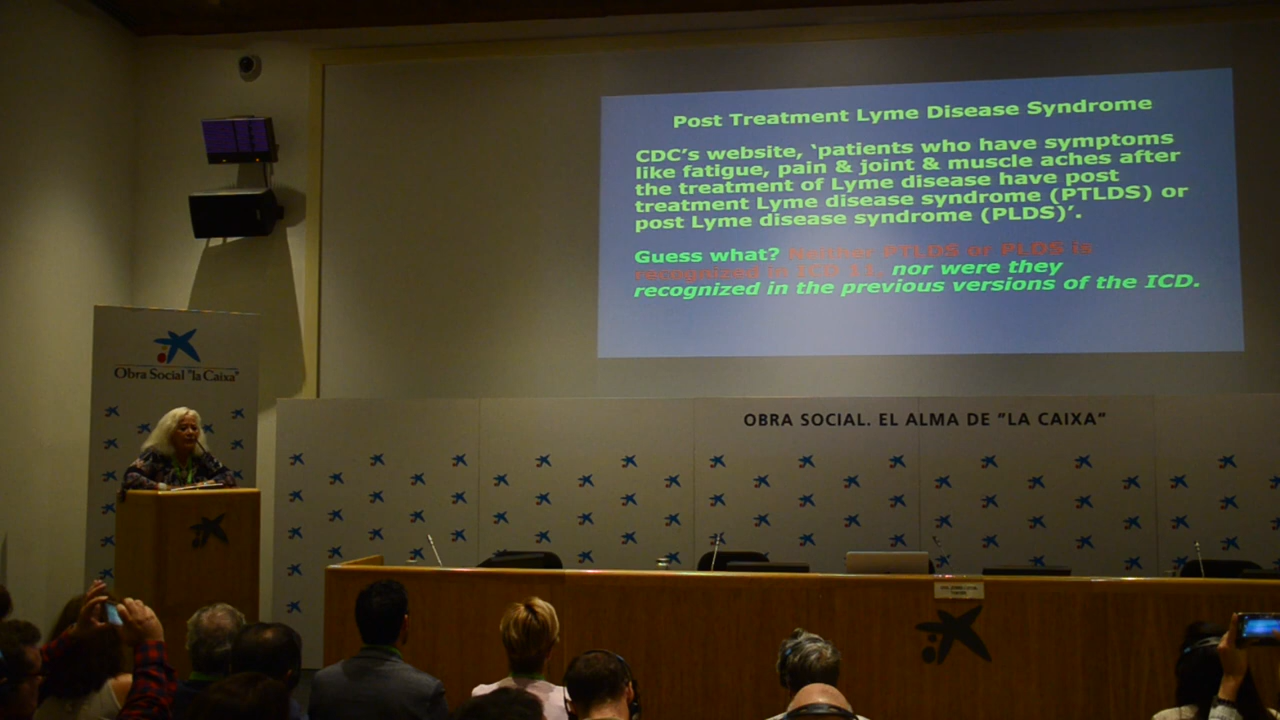 Post Treatment Lyme Disease Syndrome
CDC's website, ‘patients who have symptoms
like fatigue, pain & joint & muscle aches after
the treatment of Lyme disease have post
treatment Lyme disease syndrome (PTLDS) or
post Lyme disease syndrome (PLDS)’.
Guess what? Neither PTLDS or PLDS is
recognized in ICD 11, nor were they
recognized in the previous versions of the ICD.
Obra Social "la Caixa"
OBRA SOCIAL. EL ALMA DE "LA CAIXA"